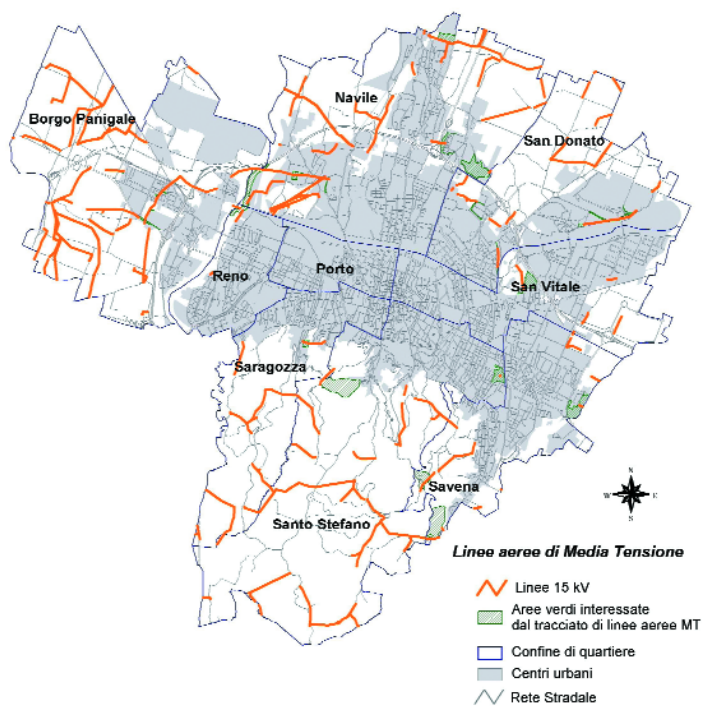 Navile
Borgo Panigale
San Donato
Reno
Porto
San Vitale
Saragozza
Savena
Santo Stefano
N
W E
S
Linee aeree di Media Tensione
Linee 15 kV
Aree verdi interessate
dal tracciato di linee aeree MT
Confine di quartiere
Centri urbani
Rete Stradale